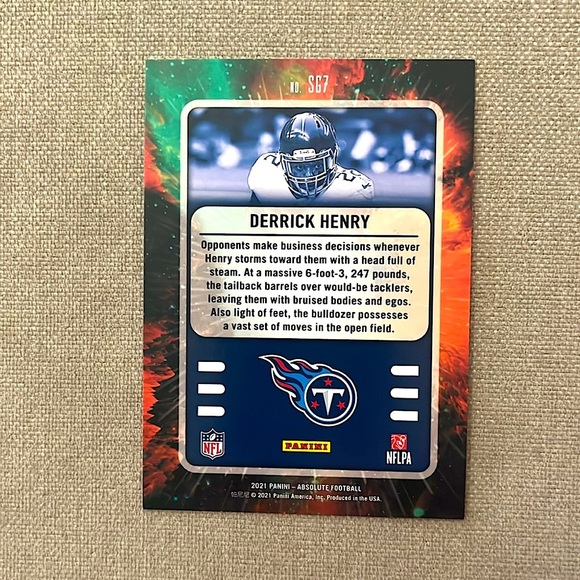 NO. SG7
DERRICK HENRY
Opponents make business decisions whenever
Henry storms toward them with a head full of
steam. At a massive 6-foot-3, 247 pounds,
the tailback barrels over would-be tacklers,
leaving them with bruised bodies and egos.
Also light of feet, the bulldozer possesses
a vast set of moves in the open field.
T
NFL
PANINI
NFLPA
2021 PANINI – ABSOLUTE FOOTBALL
© 2021 Panini America, Inc. Produced in the USA.